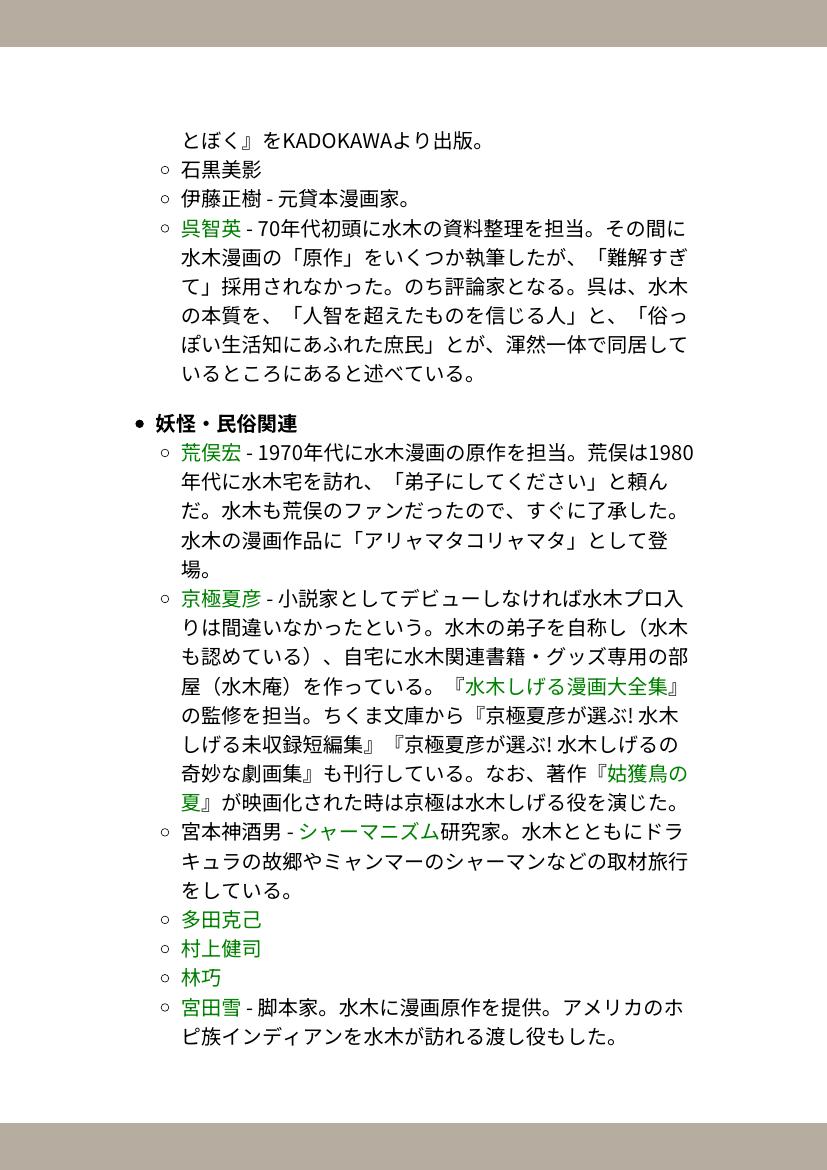 とぼく』をKADOKAWAより出版。
石黒美影
伊藤正樹 - 元貸本漫画家。
呉智英 - 70年代初頭に水木の資料整理を担当。その間に
水木漫画の「原作」をいくつか執筆したが、「難解すぎ
て」採用されなかった。のち評論家となる。呉は、水木
の本質を、「人智を超えたものを信じる人」と、「俗っ
ぽい生活知にあふれた庶民」とが、渾然一体で同居して
いるところにあると述べている。
妖怪・民俗関連
荒俣宏 - 1970年代に水木漫画の原作を担当。荒俣は1980
年代に水木宅を訪れ、「弟子にしてください」と頼ん
だ。水木も荒俣のファンだったので、すぐに了承した。
水木の漫画作品に「アリャマタコリャマタ」として登
場。
京極夏彦 - 小説家としてデビューしなければ水木プロ入
りは間違いなかったという。水木の弟子を自称し（水木
も認めている）、自宅に水木関連書籍・グッズ専用の部
屋（水木庵）を作っている。『水木しげる漫画大全集』
の監修を担当。ちくま文庫から『京極夏彦が選ぶ! 水木
しげる未収録短編集』『京極夏彦が選ぶ! 水木しげるの
奇妙な劇画集』も刊行している。なお、著作『姑獲鳥の
夏』が映画化された時は京極は水木しげる役を演じた。
宮本神酒男 - シャーマニズム研究家。水木とともにドラ
キュラの故郷やミャンマーのシャーマンなどの取材旅行
をしている。
多田克己
村上健司
林巧
宮田雪 - 脚本家。水木に漫画原作を提供。アメリカのホ
ピ族インディアンを水木が訪れる渡し役もした。